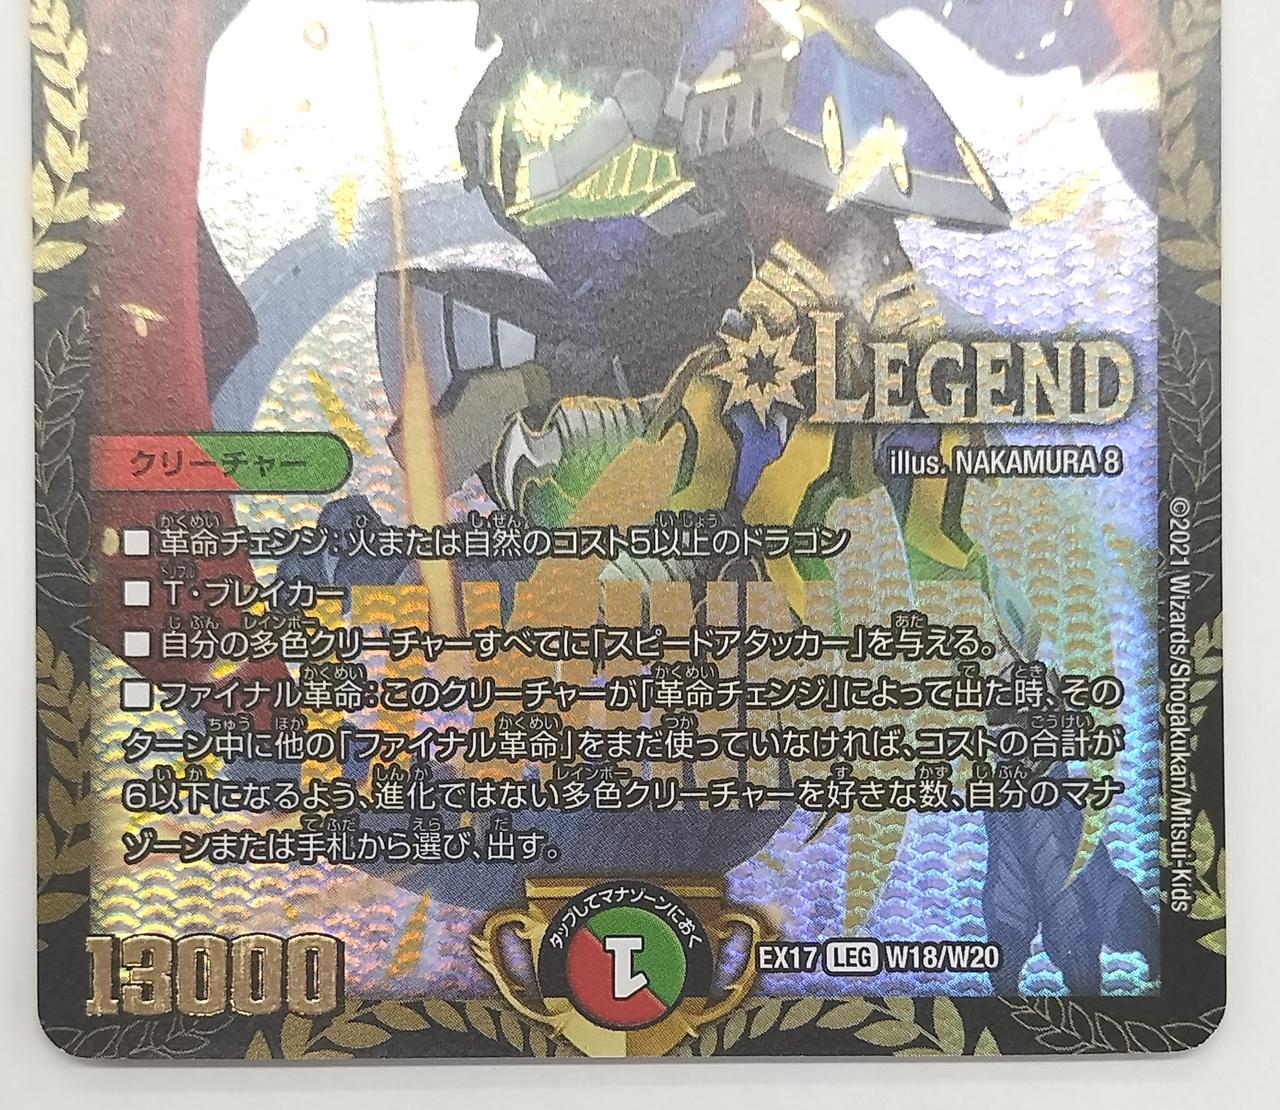 LEGEND
illus. NAKAMURA 8
クリーチャー
■ 革命チェンジ:火または自然のコスト5以上のドラゴン
■ T・ブレイカー
■ 自分の多色クリーチャーすべてに「スピードアタッカー」を与える。
■ ファイナル革命:このクリーチャーが「革命チェンジ」によって出た時、その
ターン中に他の「ファイナル革命」をまだ使っていなければ、コストの合計が
6以下になるよう、進化ではない多色クリーチャーを好きな数、自分のマナ
ゾーンまたは手札から選び、出す。
13000
タップしてマナゾーンにおく
1
EX17 LEG W18/W20
©2021 Wizards/Shogakukan/Mitsui-Kids